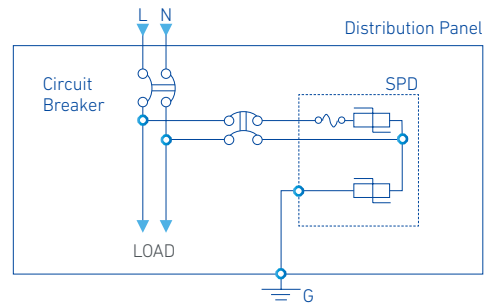 L N
Distribution Panel
Circuit
Breaker
SPD
LOAD
G